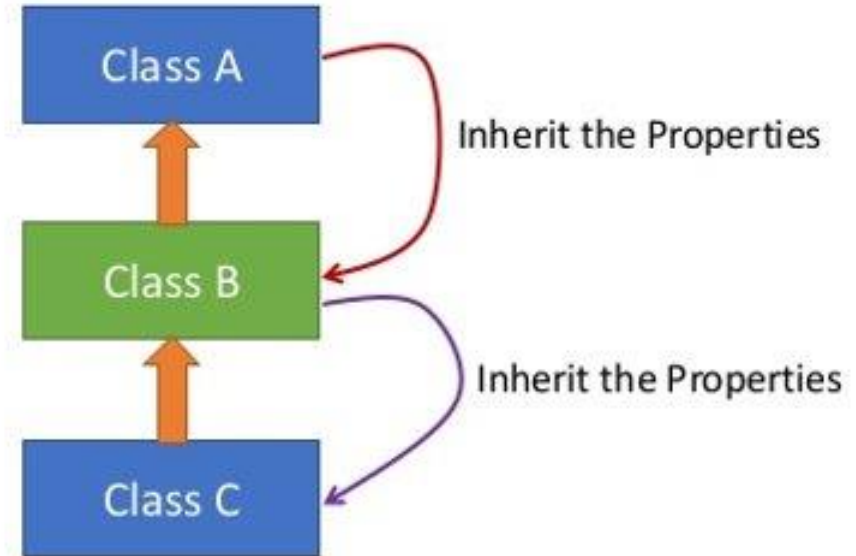 Class A
Inherit the Properties
Class B
Inherit the Properties
Class C